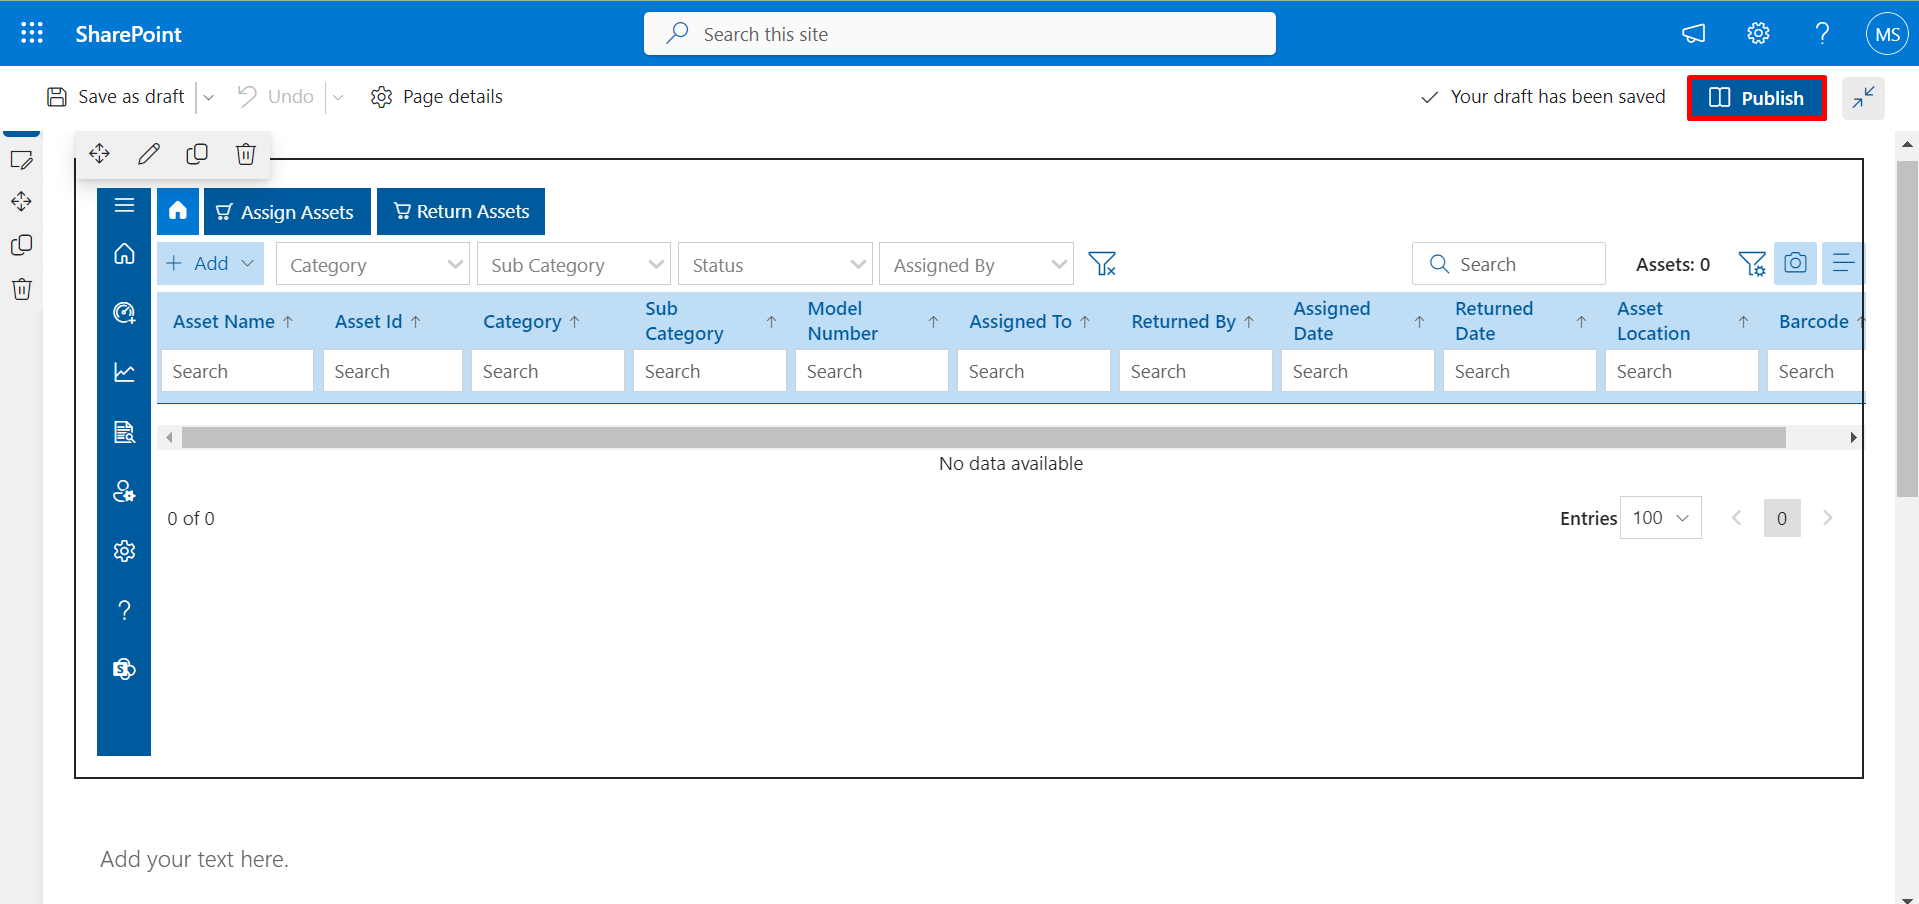 SharePoint
Search this site
MS
Save as draft
Undo
Page details
Your draft has been saved
Publish
Assign Assets
Return Assets
Add
Category
Sub Category
Status
Assigned By
Search
Assets: 0
Asset Name
Asset Id
Category
Sub Category
Model Number
Assigned To
Returned By
Assigned Date
Returned Date
Asset Location
Barcode
Search
Search
Search
Search
Search
Search
Search
Search
Search
Search
Search
No data available
0 of 0
Entries
100
0
Add your text here.